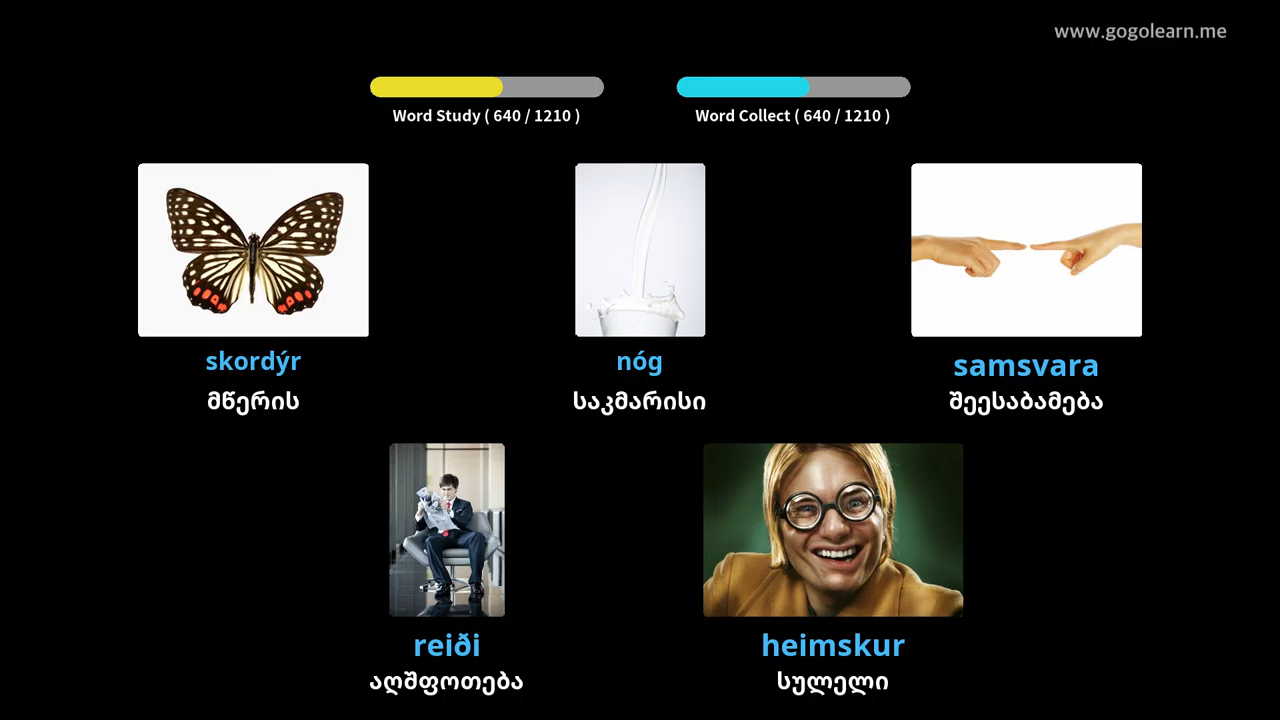 www.gogolearn.me
Word Study ( 640 / 1210 )
Word Collect ( 640 / 1210 )
skordýr
nóg
samsvara
მწერის
საკმარისი
შეესაბამება
reiði
heimskur
აღშფოთება
სულელი